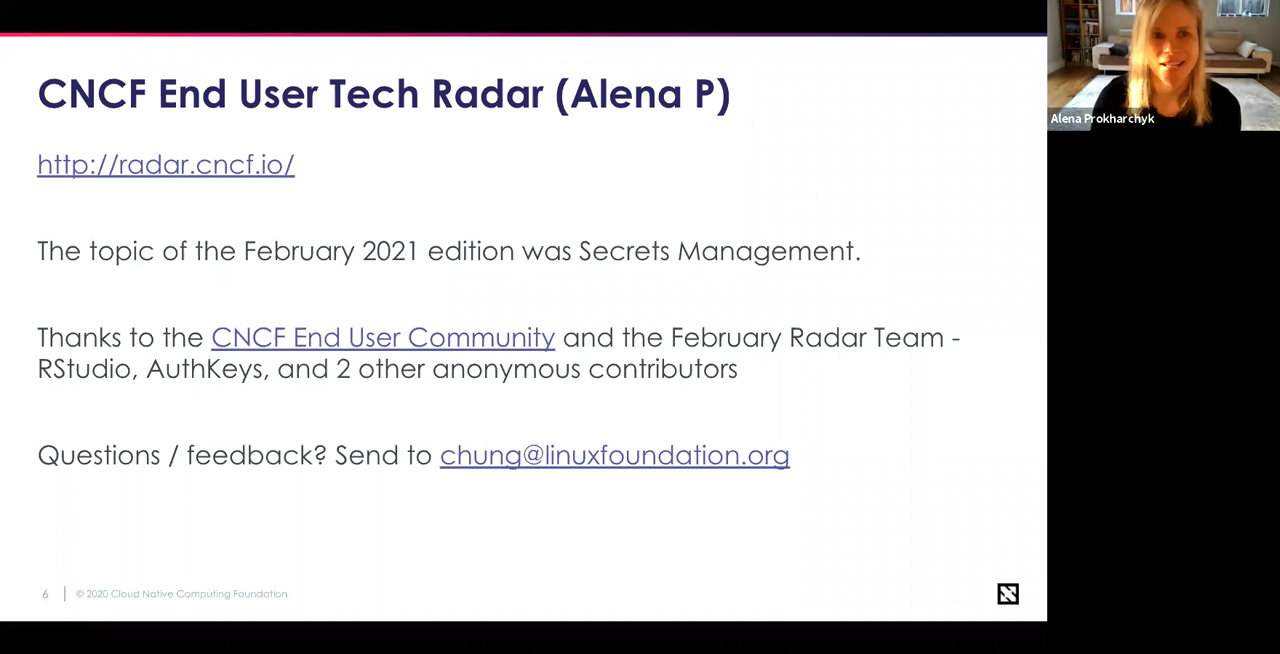 CNCF End User Tech Radar (Alena P)
http://radar.cncf.io/
The topic of the February 2021 edition was Secrets Management.
Thanks to the CNCF End User Community and the February Radar Team -
RStudio, AuthKeys, and 2 other anonymous contributors
Questions / feedback? Send to chung@linuxfoundation.org
6 © 2020 Cloud Native Computing Foundation
Alena Prokharchyk